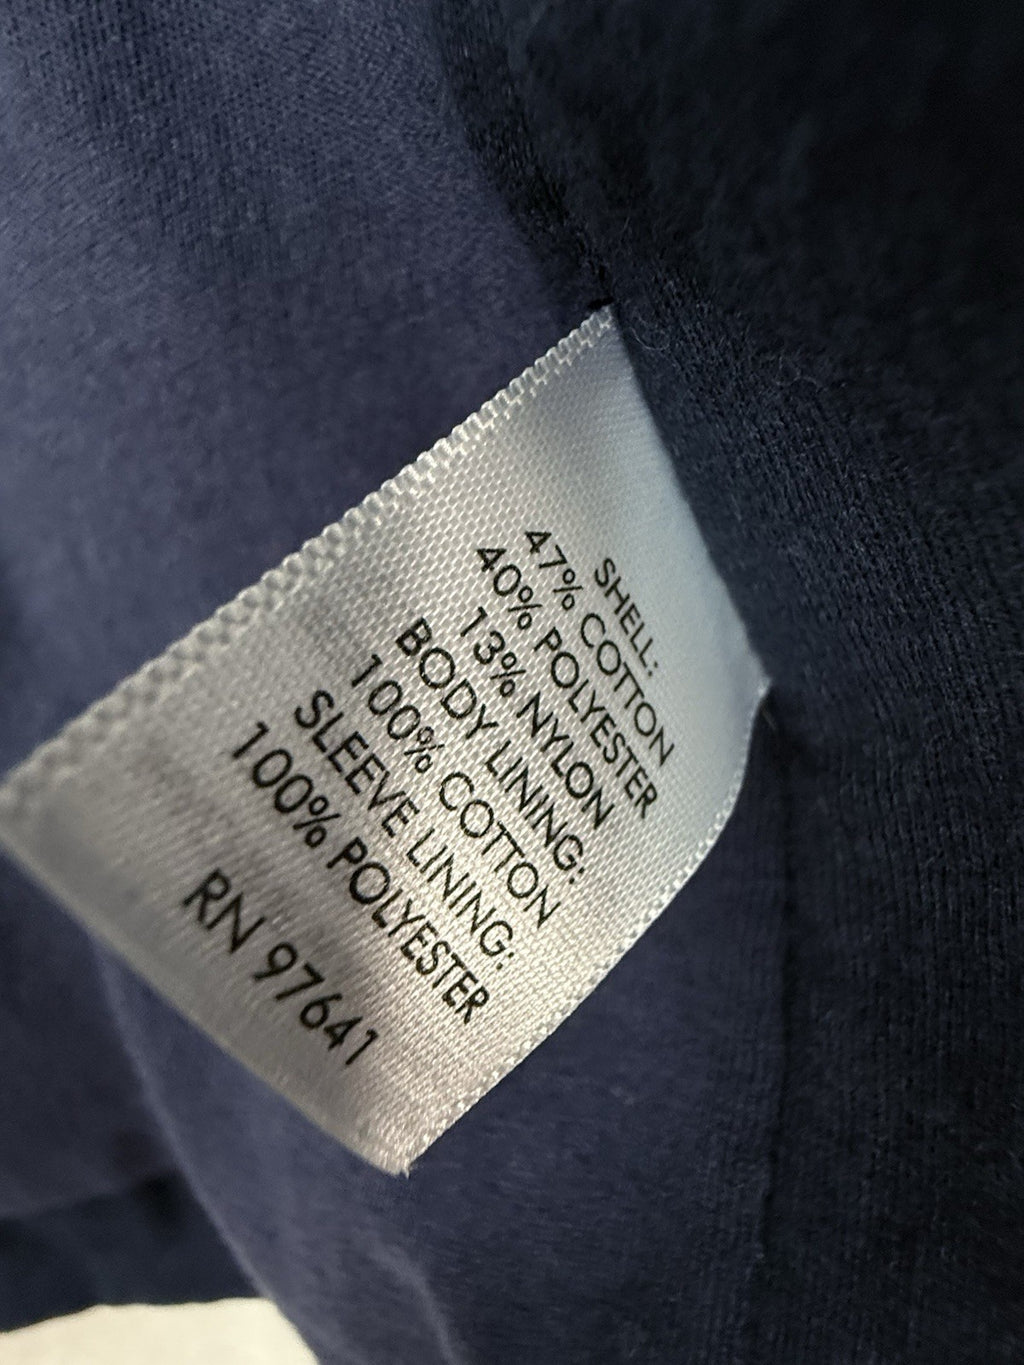 SHELL:
47% COTTON
40% POLYESTER
13% NYLON
BODY LINING:
100% COTTON
SLEEVE LINING:
100% POLYESTER
RN 97641